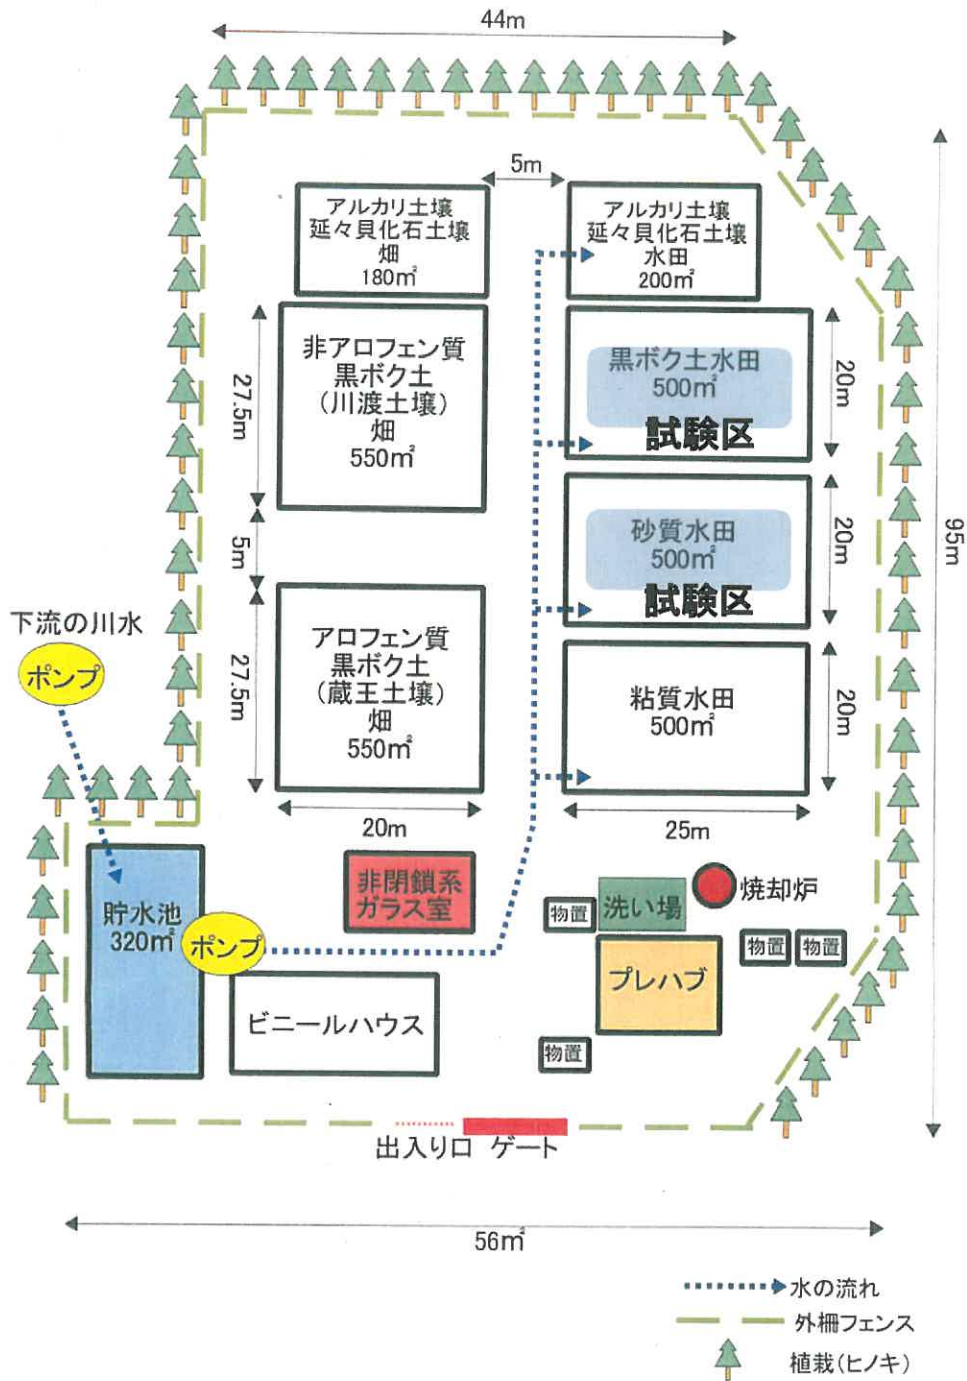 44m
5m
アルカリ土壌
延々貝化石土壌
畑
180㎡
アルカリ土壌
延々貝化石土壌
水田
200㎡
95m
27.5m
非アロフェン質
黒ボク土
(川渡土壌)
畑
550㎡
黒ボク土水田
500㎡
試験区
20m
5m
砂質水田
500㎡
試験区
20m
下流の川水
ポンプ
27.5m
アロフェン質
黒ボク土
(蔵王土壌)
畑
550㎡
粘質水田
500㎡
20m
20m
25m
貯水池
320㎡
ポンプ
非閉鎖系
ガラス室
物置
洗い場
焼却炉
物置
物置
プレハブ
ビニールハウス
物置
出入り口 ゲート
56㎡
水の流れ
外柵フェンス
植栽(ヒノキ)